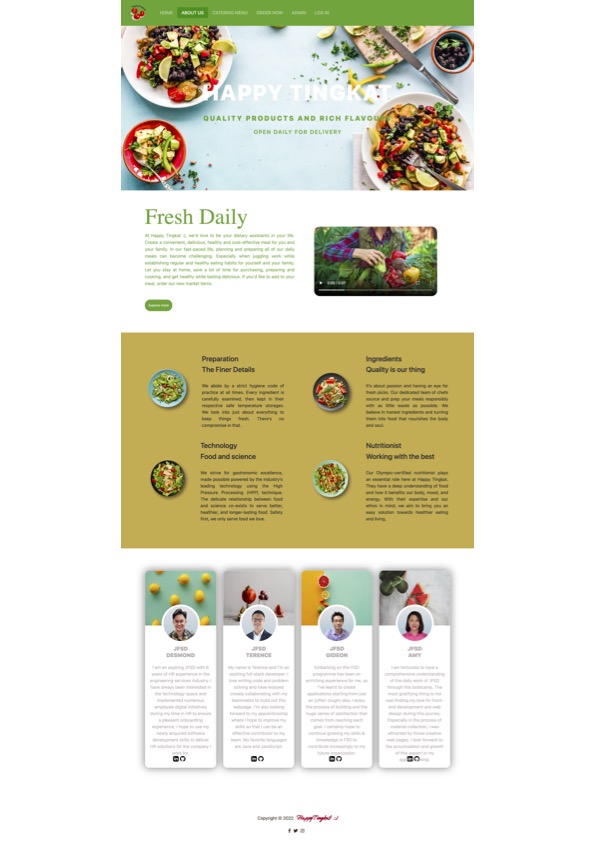 HOME ABOUT US CATERING MENU ORDER NOW ADMIN LOG IN
HAPPY TINGKAT
QUALITY PRODUCTS AND RICH FLAVOU
OPEN DAILY FOR DELIVERY
Fresh Daily
At Happy Tingkat :), we'd love to be your dietary assistants in your life.
Create a convenient, delicious, healthy and cost-effective meal for you and
your family. In our fast-paced life, planning and preparing all of our daily
meals can become challenging. Especially when juggling work while
establishing regular and healthy eating habits for yourself and your family.
Let you stay at home, save a lot of time for purchasing, preparing and
cooking, and get healthy while tasting delicious. If you'd like to add to your
meal, order our new market items.
Explore more
0:00 / 0:07
Preparation
The Finer Details
We abide by a strict hygiene code of
practice at all times. Every ingredient is
carefully examined, then kept in their
respective safe temperature storages.
We look into just about everything to
keep things fresh. There's no
compromise in that.
Ingredients
Quality is our thing
It's about passion and having an eye for
fresh picks. Our dedicated team of chefs
source and prep your meals responsibly
with as little waste as possible. We
believe in honest ingredients and turning
them into food that nourishes the body
and soul.
Technology
Food and science
We strive for gastronomic excellence,
made possible powered by the industry's
leading technology using the High
Pressure Processing (HPP) technique.
The delicate relationship between food
and science co-exists to serve better,
healthier, and longer-lasting food. Safety
first, we only serve food we love.
Nutritionist
Working with the best
Our Olympic-certified nutritionist plays
an essential role here at Happy Tingkat.
They have a deep understanding of food
and how it benefits our body, mood, and
energy. With their expertise and our
ethos in mind, we aim to bring you an
easy solution towards healthier eating
and living.
JFSD
DESMOND
I am an aspiring JFSD with 6
years of HR experience in the
engineering services industry. I
have always been interested in
the technology space and
implemented numerous
employee digital initiatives
during my time in HR to ensure
a pleasant onboarding
experience. I hope to use my
newly acquired software
development skills to deliver
HR solutions for the company I
work for.
JFSD
TERENCE
My name is Terence and I'm an
aspiring full stack developer. I
love writing code and problem
solving and have enjoyed
closely collaborating with my
teammates to build out this
webpage. I'm also looking
forward to my apprenticeship
where I hope to improve my
skills so that I can be an
effective contributor to my
team. My favorite languages
are Java and JavaScript.
JFSD
GIDEON
Embarking on the FSD
programme has been an
enriching experience for me, as
I've learnt to create
applications starting from just
an (often rough) idea. I enjoy
the process of building and the
huge sense of satisfaction that
comes from reaching each
goal. I certainly hope to
continue growing my skills &
knowledge in FSD to
contribute increasingly to my
future organisation.
JFSD
AMY
I am fortunate to have a
comprehensive understanding
of the daily work of JFSD
through this bootcamp. The
most gratifying thing to me
was finding my love for front-
end development and web
design during this journey.
Especially in the process of
material collection, I was
attracted by those creative
web pages. I look forward to
the accumulation and growth
of this aspect in my
Copyright © 2022 HappyTingkat :)